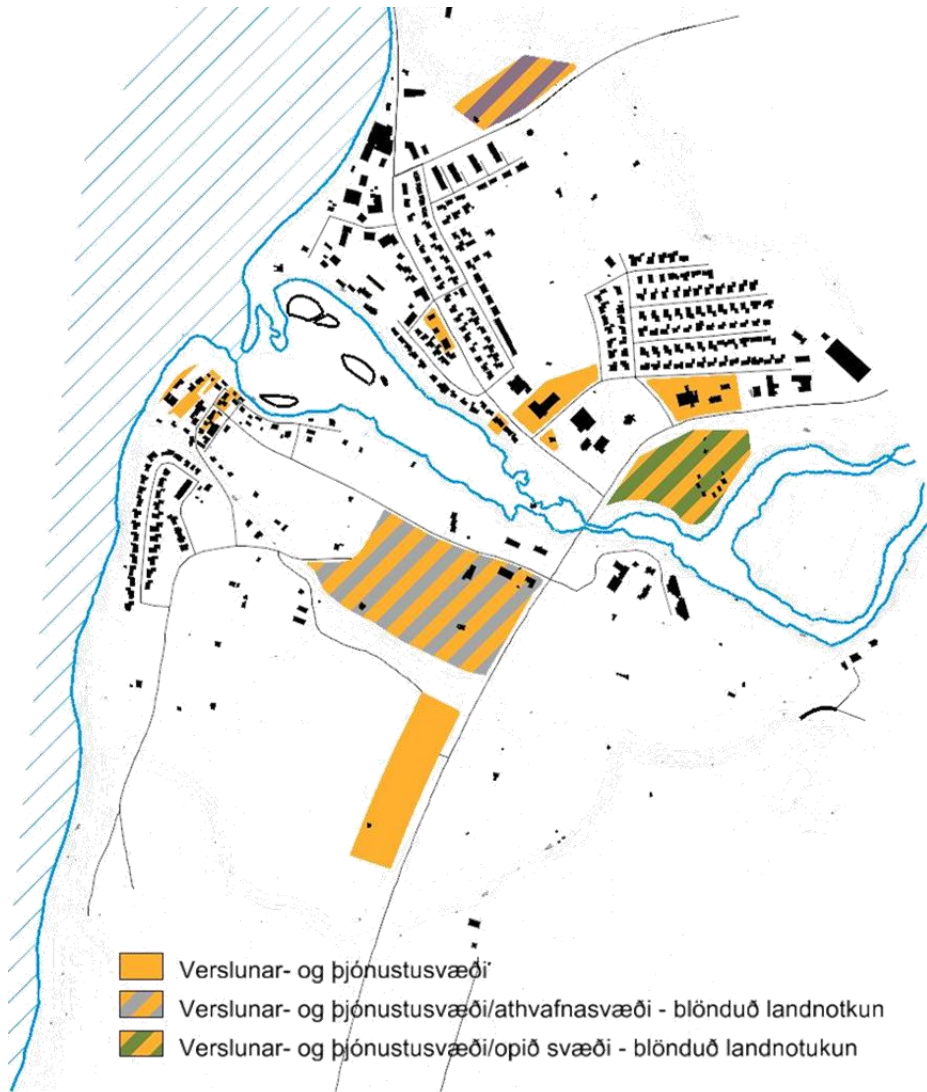 Verslunar- og þjónustusvæði
Verslunar- og þjónustusvæði/athvafnasvæði - blönduð landnotkun
Verslunar- og þjónustusvæði/opið svæði - blönduð landnotukun